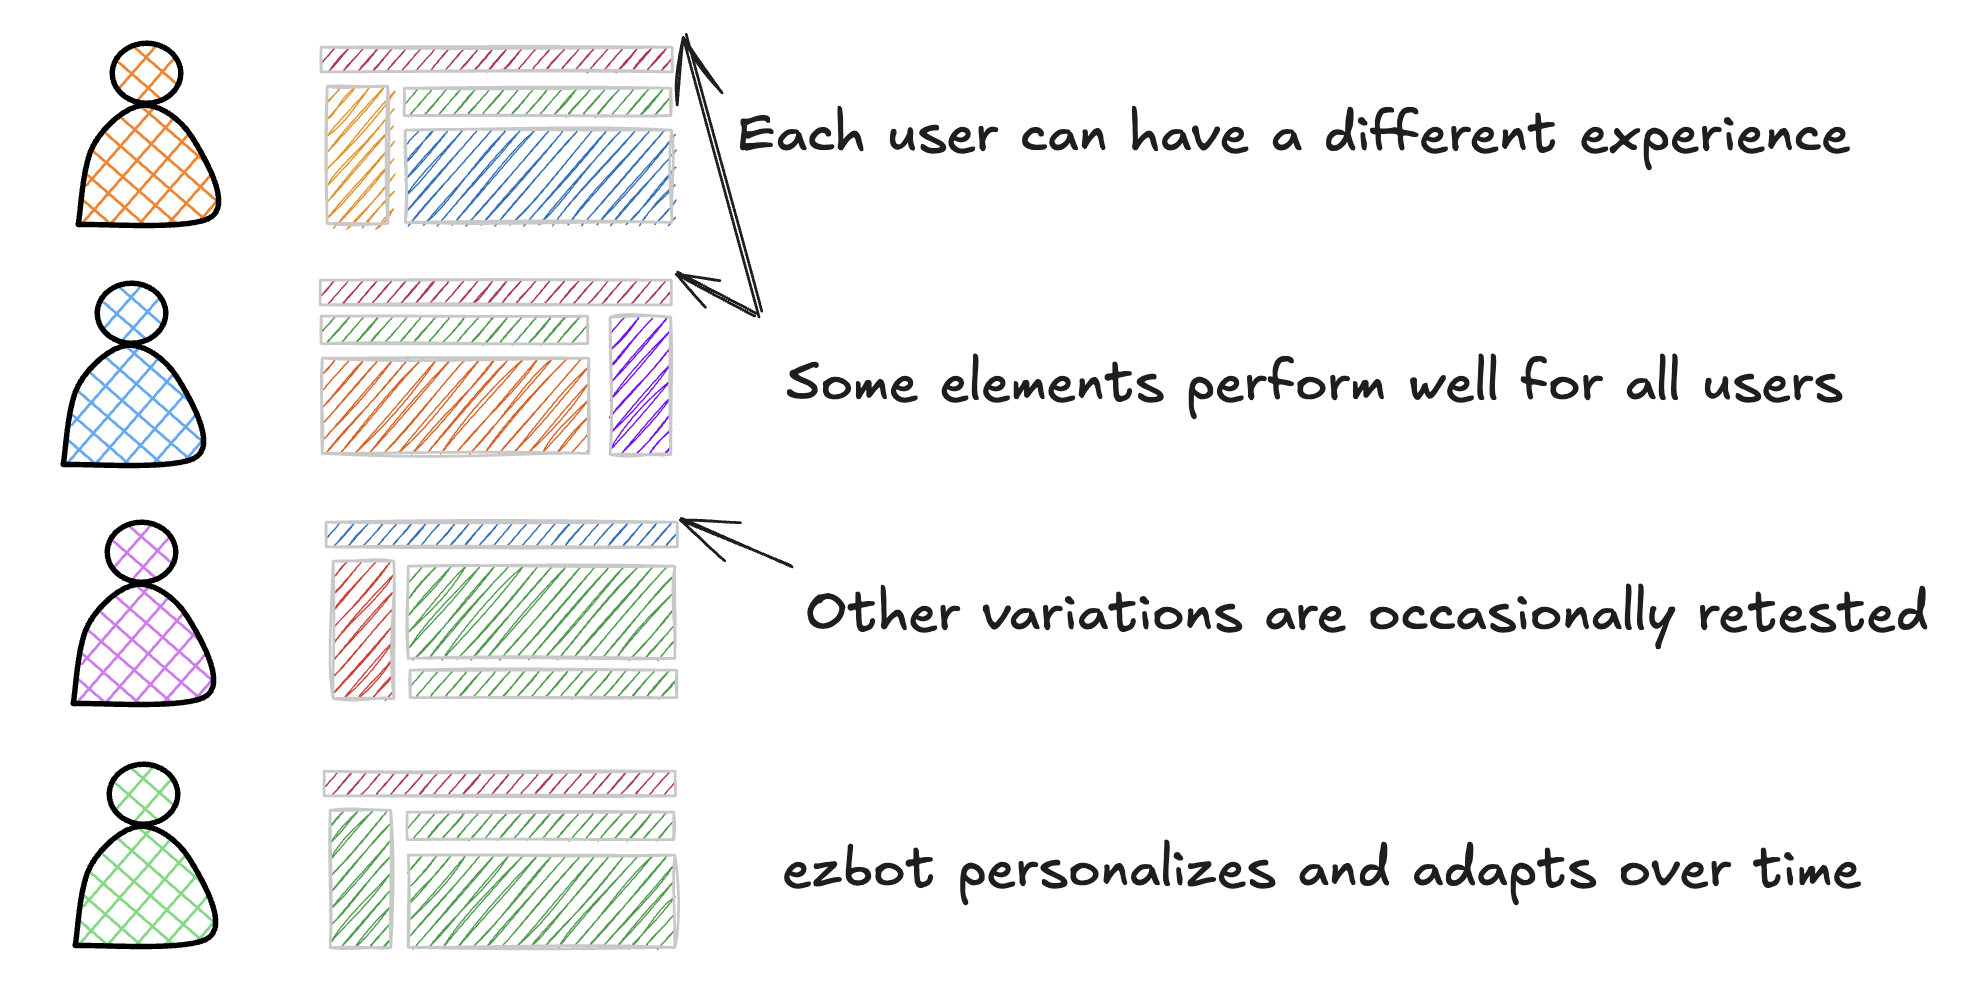 Each user can have a different experience
Some elements perform well for all users
Other variations are occasionally retested
ezbot personalizes and adapts over time